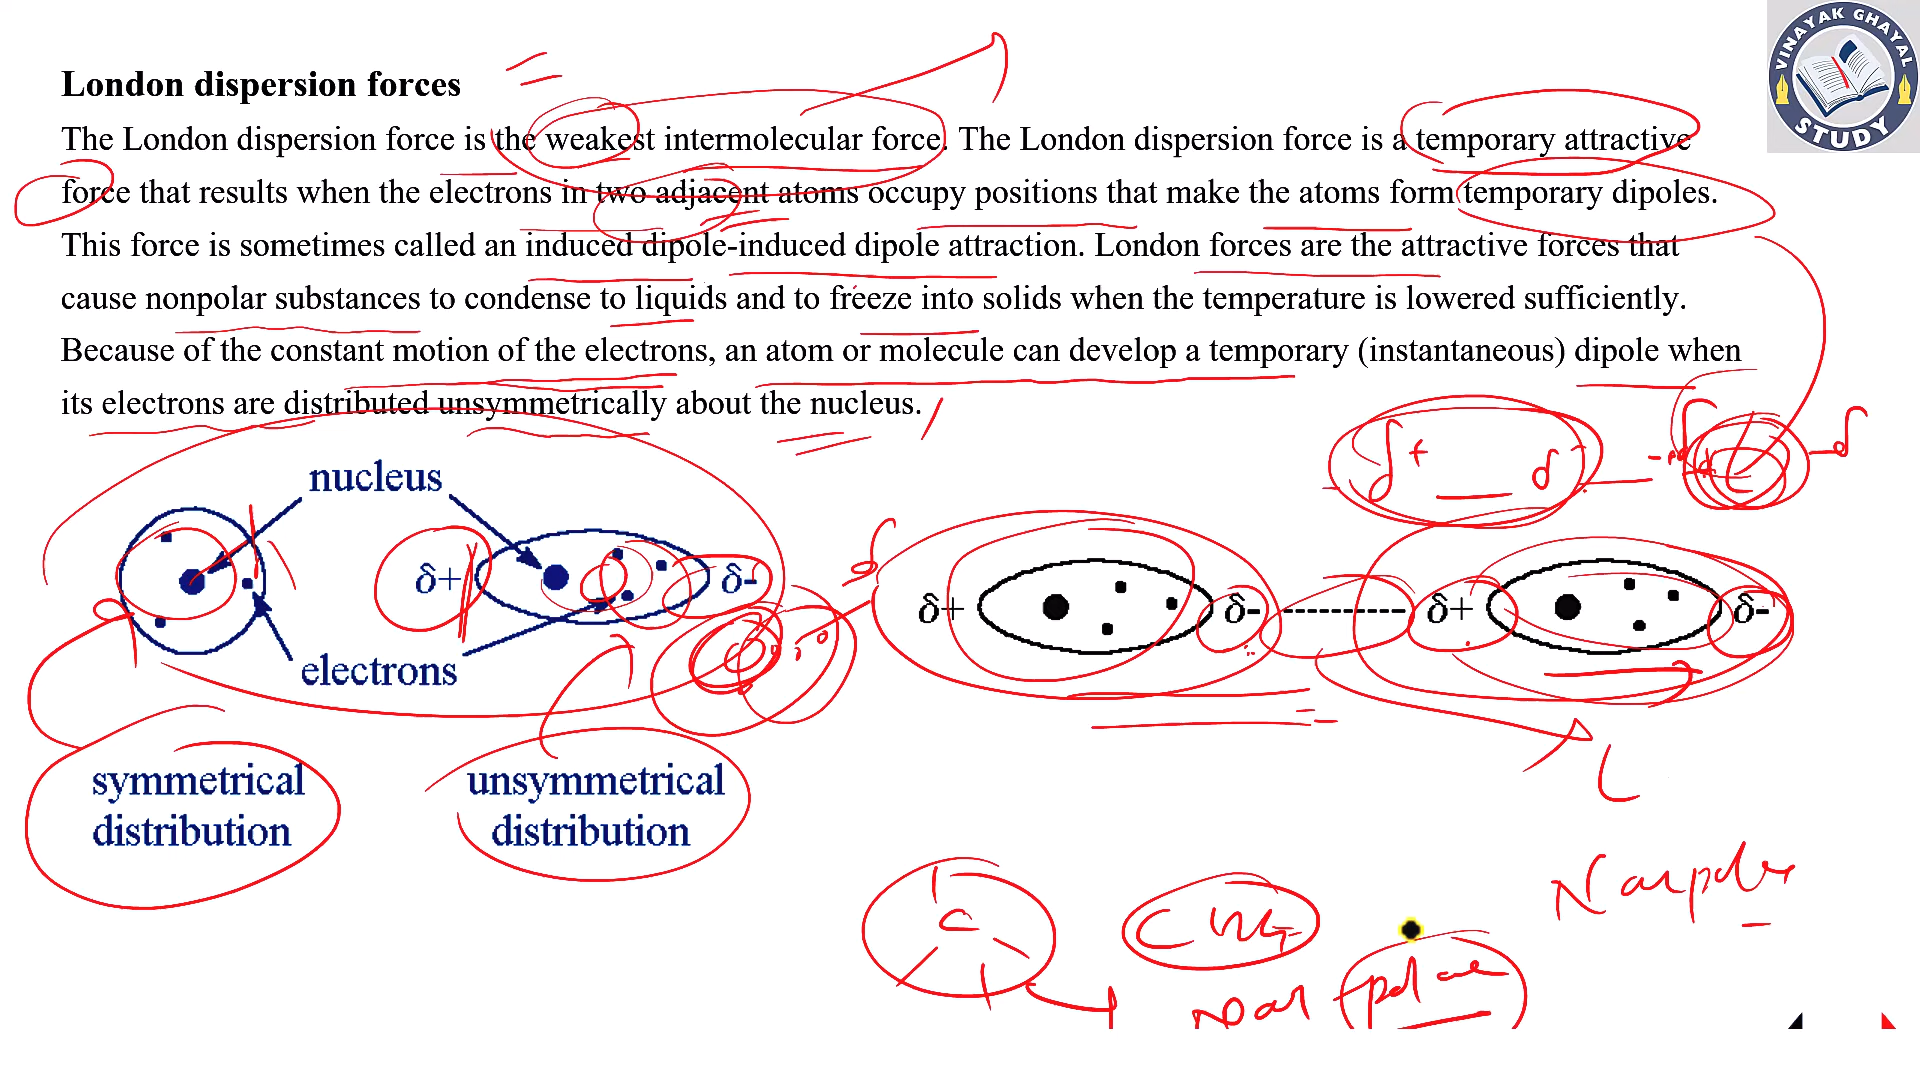 London dispersion forces
The London dispersion force is the weakest intermolecular force. The London dispersion force is a temporary attractive
force that results when the electrons in two adjacent atoms occupy positions that make the atoms form temporary dipoles.
This force is sometimes called an induced dipole-induced dipole attraction. London forces are the attractive forces that
cause nonpolar substances to condense to liquids and to freeze into solids when the temperature is lowered sufficiently.
Because of the constant motion of the electrons, an atom or molecule can develop a temporary (instantaneous) dipole when
its electrons are distributed unsymmetrically about the nucleus.
VINAYAK GHAYAL
STUDY
δ+ δ-
nucleus
δ+ δ-
electrons
δ+ δ- δ+ δ-
symmetrical
distribution
unsymmetrical
distribution
C